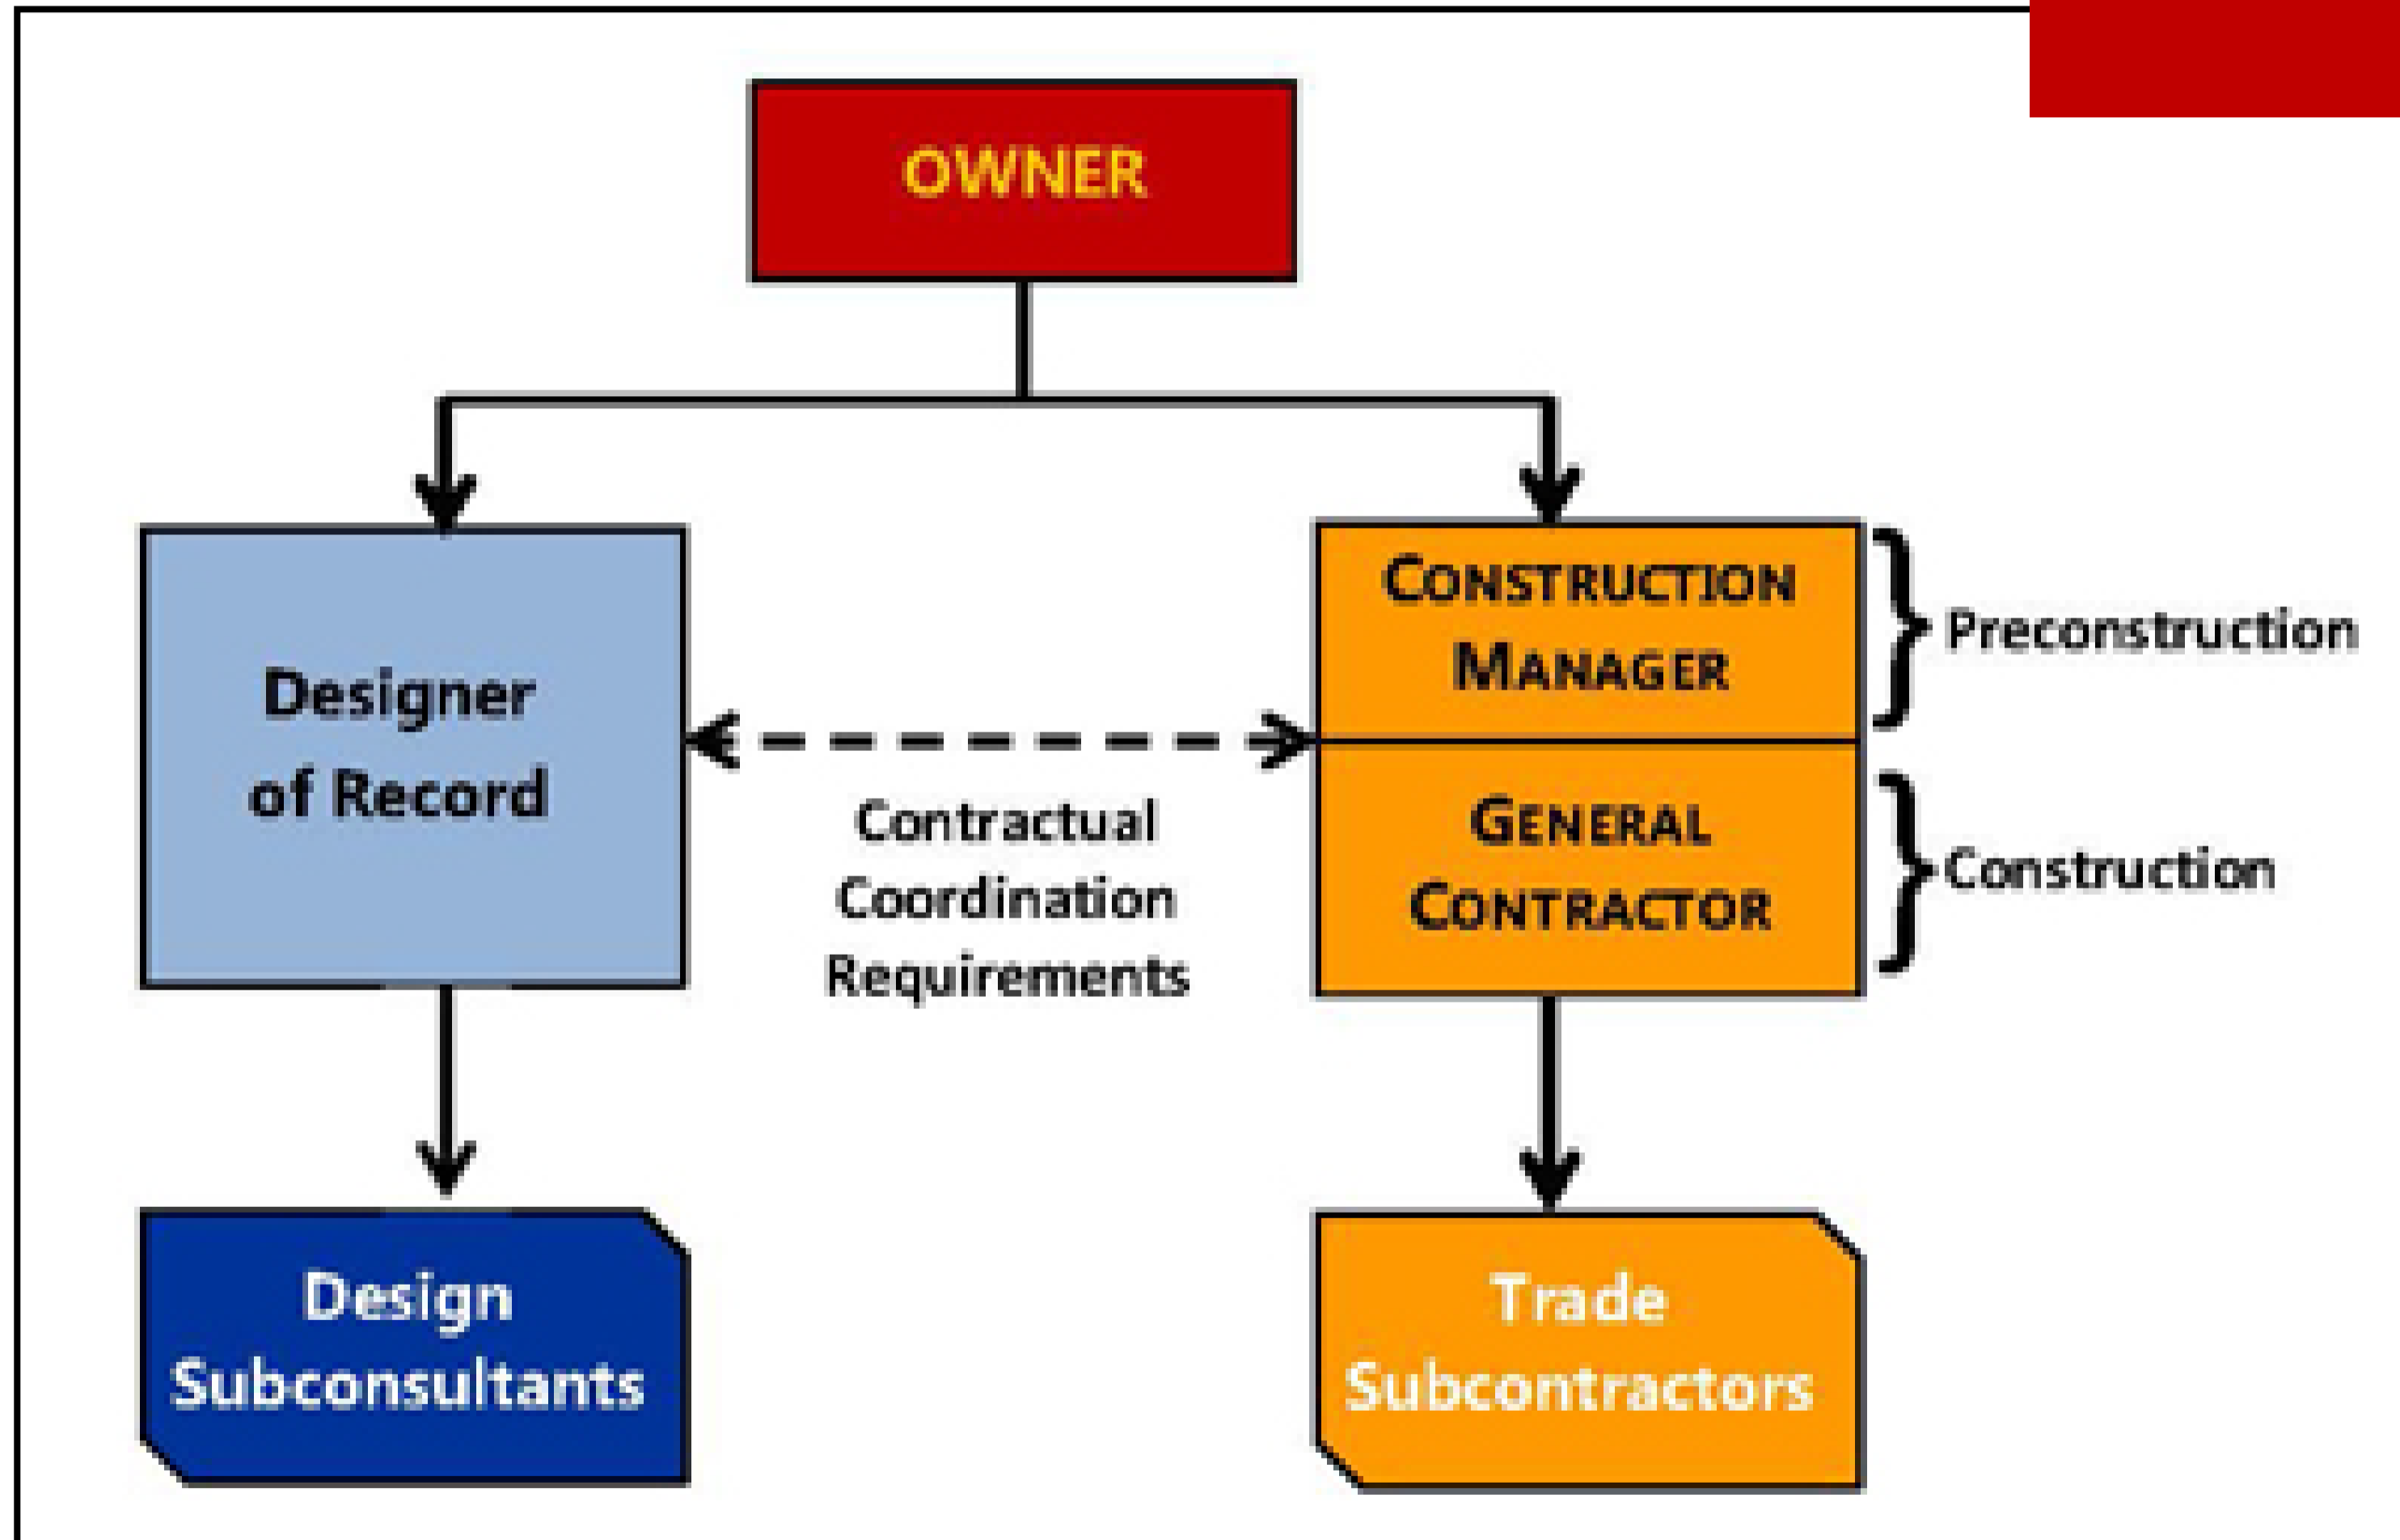 OWNER
Designer
of Record
CONSTRUCTION
MANAGER
Preconstruction
Contractual
Coordination
Requirements
GENERAL
CONTRACTOR
Construction
Design
Subconsultants
Trade
Subcontractors